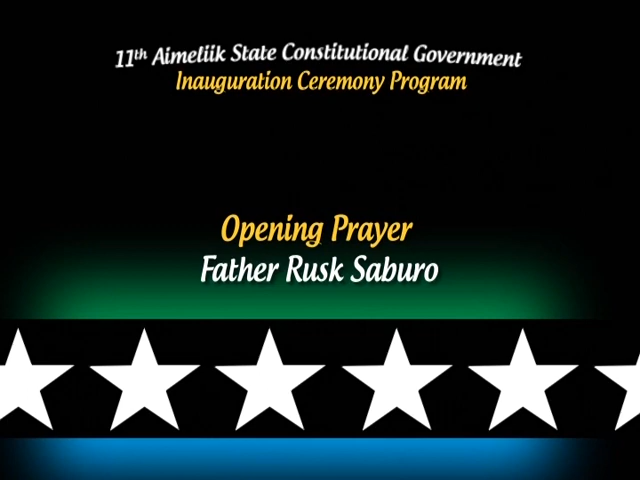 11th Aimeliik State Constitutional Government
Inauguration Ceremony Program
Opening Prayer
Father Rusk Saburo